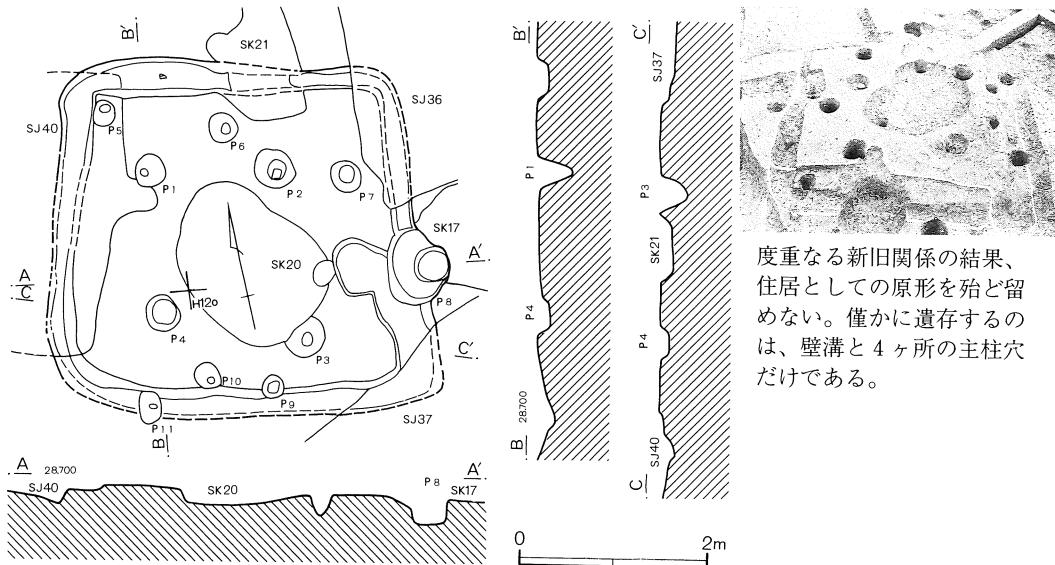 B′
SK21
SJ36
SJ40
P5
P6
P1
P2
P7
SK17
A′
SK20
P8
A
C
H12o
P4
P3
C′
P10
P9
P11
SJ37
B
A 28.700 A′
SJ40 SK20 P8 SK17
B′
P1
P4
28.700
B
C′
SJ37
P3
SK21
P4
SJ40
C
0 2m
度重なる新旧関係の結果、
住居としての原形を殆ど留
めない。僅かに遺存するの
は、壁溝と4ヶ所の主柱穴
だけである。